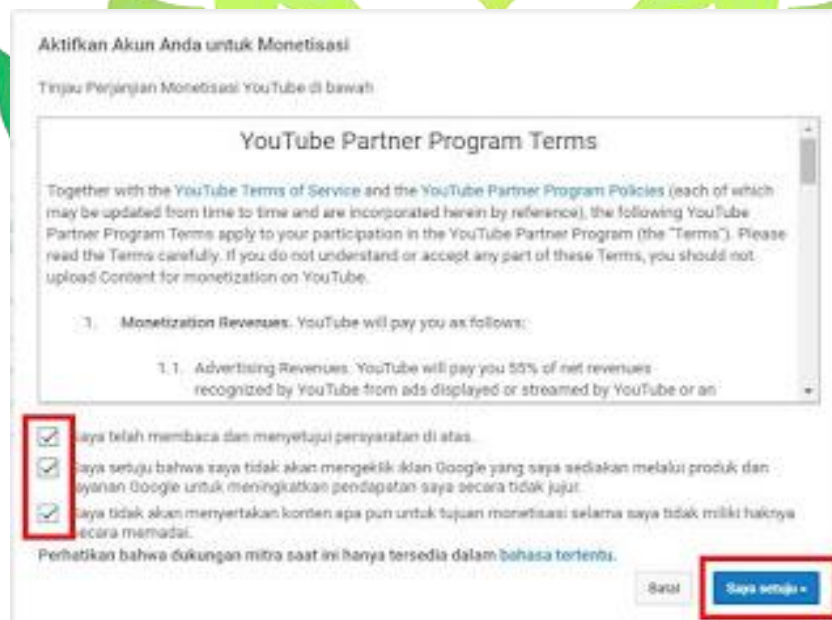 Aktifkan Akun Anda untuk Monetisasi
Tinjau Perjanjian Monetisasi YouTube di bawah
YouTube Partner Program Terms
Together with the YouTube Terms of Service and the YouTube Partner Program Policies (each of which
may be updated from time to time and are incorporated herein by reference), the following YouTube
Partner Program Terms apply to your participation in the YouTube Partner Program (the "Terms"). Please
read the Terms carefully. If you do not understand or accept any part of these Terms, you should not
upload Content for monetization on YouTube.
1. Monetization Revenues. YouTube will pay you as follows:
1.1. Advertising Revenues. YouTube will pay you 55% of net revenues
recognized by YouTube from ads displayed or streamed by YouTube or an
Saya telah membaca dan menyetujui persyaratan di atas.
Saya setuju bahwa saya tidak akan mengeklik iklan Google yang saya sediakan melalui produk dan
layanan Google untuk meningkatkan pendapatan saya secara tidak jujur.
Saya tidak akan menyertakan konten apa pun untuk tujuan monetisasi selama saya tidak miliki haknya
secara memadai.
Perhatikan bahwa dukungan mitra saat ini hanya tersedia dalam bahasa tertentu.
Batal
Saya setuju »